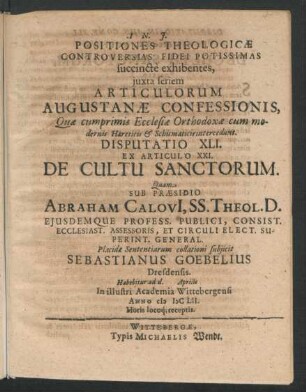 I N. J.
POSITIONES THEOLOGICÆ
CONTROVERSIAS FIDEI POTISSIMAS
succinctè exhibentes,
juxta seriem
ARTICULORUM
AUGUSTANÆ CONFESSIONIS,
Quæ cumprimis Ecclesiæ Orthodoxæ cum mo-
dernis Hæreticis & Schismaticis intercedunt.
DISPUTATIO XLI.
EX ARTICULO XXI.
DE CULTU SANCTORUM.
Quam
SUB PRÆSIDIO
ABRAHAM CALOVI, SS. THEOL. D.
EJUSDEMQUE PROFESS. PUBLICI, CONSIST.
ECCLESIAST. ASSESSORIS, ET CIRCULI ELECT. SU-
PERINT. GENERAL.
Placidæ Sententiarum collationi subjicit
SEBASTIANUS GOEBELIUS
Dresdensis.
Habebitur ad d. Aprilis
In illustri Academia Wittebergensi
ANNO
Horis locoq; receptis.
WITTEBERGÆ,
Typis MICHAELIS Wendt.